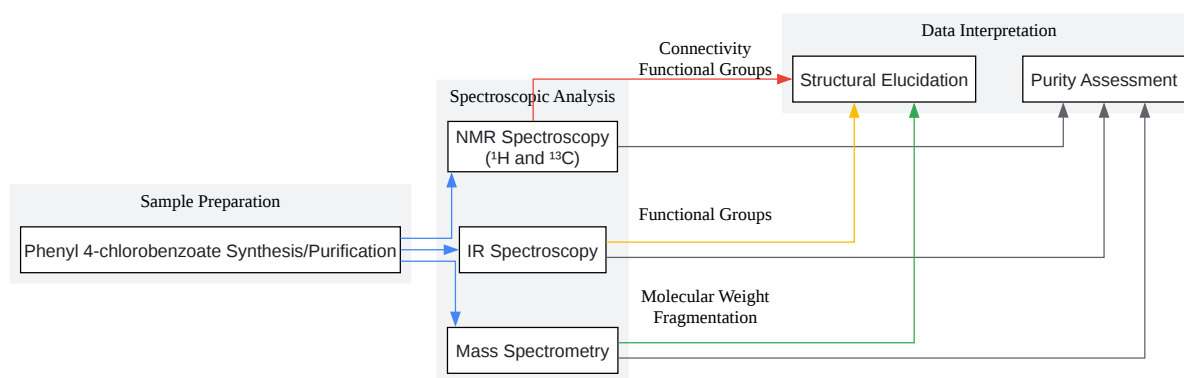 Data Interpretation
Connectivity
Functional Groups
Structural Elucidation
Purity Assessment
Spectroscopic Analysis
NMR Spectroscopy
(¹H and ¹³C)
Sample Preparation
Functional Groups
Phenyl 4-chlorobenzoate Synthesis/Purification
IR Spectroscopy
Molecular Weight
Fragmentation
Mass Spectrometry